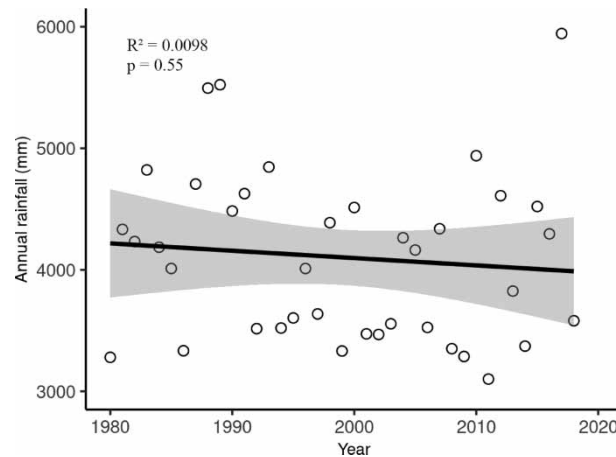 6000
R² = 0.0098
p = 0.55
5000
Annual rainfall (mm)
4000
3000
1980 1990 2000 2010 2020
Year